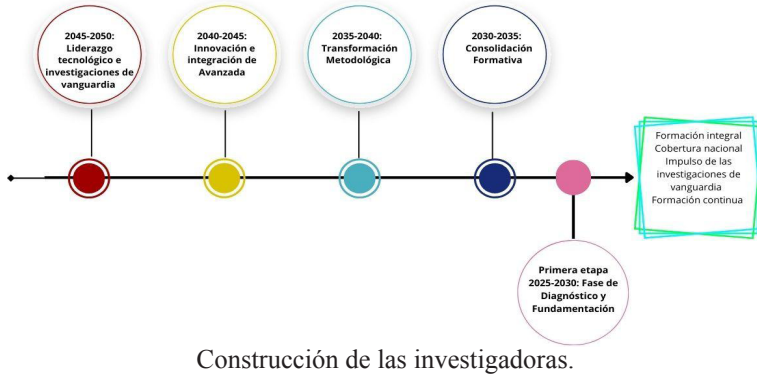 2045-2050:
Liderazgo
tecnológico e
investigaciones de
vanguardia
2040-2045:
Innovación e
integración de
Avanzada
2035-2040:
Transformación
Metodológica
2030-2035:
Consolidación
Formativa
Formación integral
Cobertura nacional
Impulso de las
investigaciones de
vanguardia
Formación continua
Primera etapa
2025-2030: Fase de
Diagnóstico y
Fundamentación
Construcción de las investigadoras.